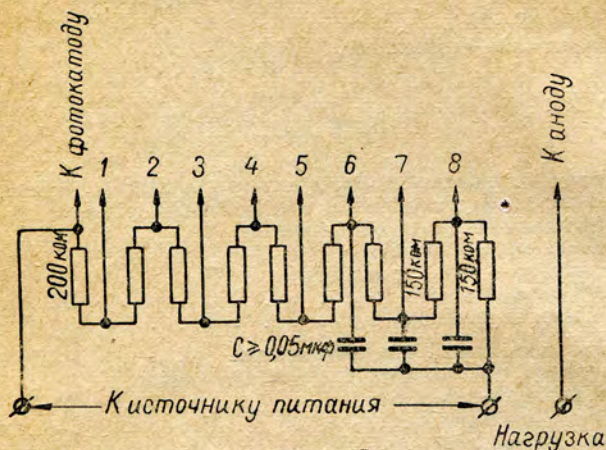 К фотокатоду
1 2 3 4 5 6 7 8
К аноду
200 ком
150 ком
150 ком
C ≥ 0,05 мкф
К источнику питания
Нагрузка